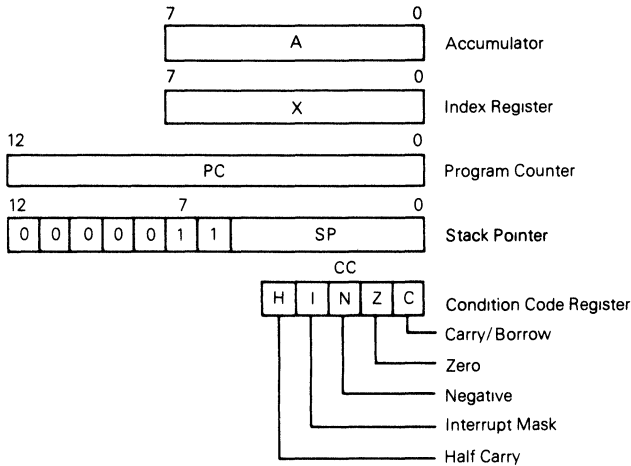 7 0
A Accumulator
7 0
X Index Register
12 0
PC Program Counter
12 7 0
0 0 0 0 0 1 1 SP Stack Pointer
CC
H I N Z C Condition Code Register
Carry/Borrow
Zero
Negative
Interrupt Mask
Half Carry